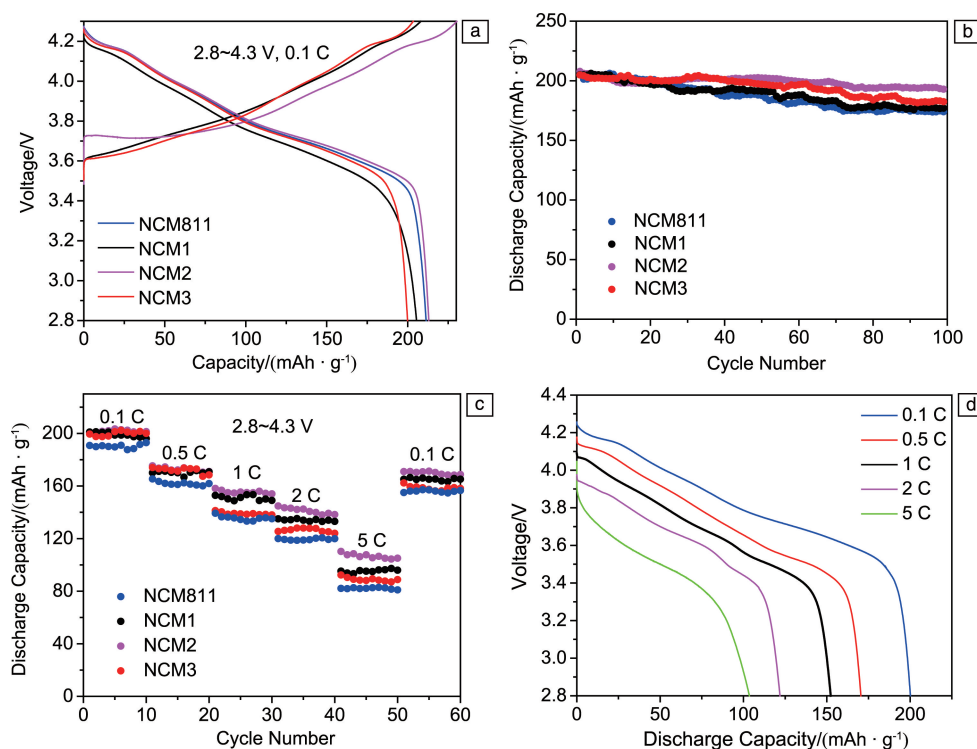 a
2.8~4.3 V, 0.1 C
4.2
4.0
3.8
3.6
3.4
3.2
3.0
2.8
Voltage/V
NCM811
NCM1
NCM2
NCM3
0
50
100
150
200
Capacity/(mAh · g⁻¹)
b
250
200
150
100
50
0
Discharge Capacity/(mAh · g⁻¹)
NCM811
NCM1
NCM2
NCM3
0
20
40
60
80
100
Cycle Number
c
0.1 C
2.8~4.3 V
0.5 C
1 C
2 C
5 C
0.1 C
200
160
120
80
40
0
Discharge Capacity/(mAh · g⁻¹)
NCM811
NCM1
NCM2
NCM3
0
10
20
30
40
50
60
Cycle Number
d
4.4
4.2
4.0
3.8
3.6
3.4
3.2
3.0
2.8
Voltage/V
0.1 C
0.5 C
1 C
2 C
5 C
0
50
100
150
200
Discharge Capacity/(mAh · g⁻¹)